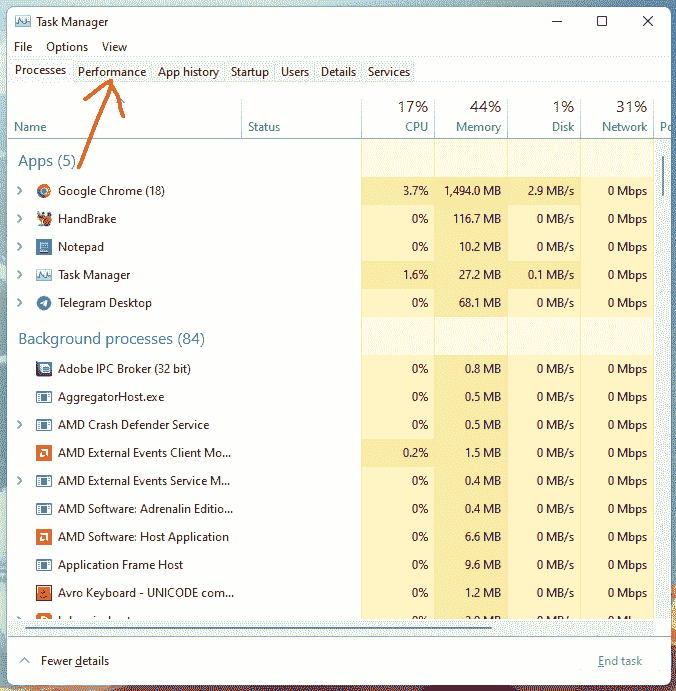 Task Manager
File Options View
Processes Performance App history Startup Users Details Services
17% 44% 1% 31%
Name Status CPU Memory Disk Network
Apps (5)
Google Chrome (18) 3.7% 1,494.0 MB 2.9 MB/s 0 Mbps
HandBrake 0% 116.7 MB 0 MB/s 0 Mbps
Notepad 0% 10.2 MB 0 MB/s 0 Mbps
Task Manager 1.6% 27.2 MB 0.1 MB/s 0 Mbps
Telegram Desktop 0% 68.1 MB 0 MB/s 0 Mbps
Background processes (84)
Adobe IPC Broker (32 bit) 0% 0.8 MB 0 MB/s 0 Mbps
AggregatorHost.exe 0% 0.5 MB 0 MB/s 0 Mbps
AMD Crash Defender Service 0% 0.5 MB 0 MB/s 0 Mbps
AMD External Events Client Mo... 0.2% 1.5 MB 0 MB/s 0 Mbps
AMD External Events Service M... 0% 0.4 MB 0 MB/s 0 Mbps
AMD Software: Adrenalin Editio... 0% 0.4 MB 0 MB/s 0 Mbps
AMD Software: Host Application 0% 6.6 MB 0 MB/s 0 Mbps
Application Frame Host 0% 9.6 MB 0 MB/s 0 Mbps
Avro Keyboard - UNICODE com... 0% 1.2 MB 0 MB/s 0 Mbps
Fewer details End task